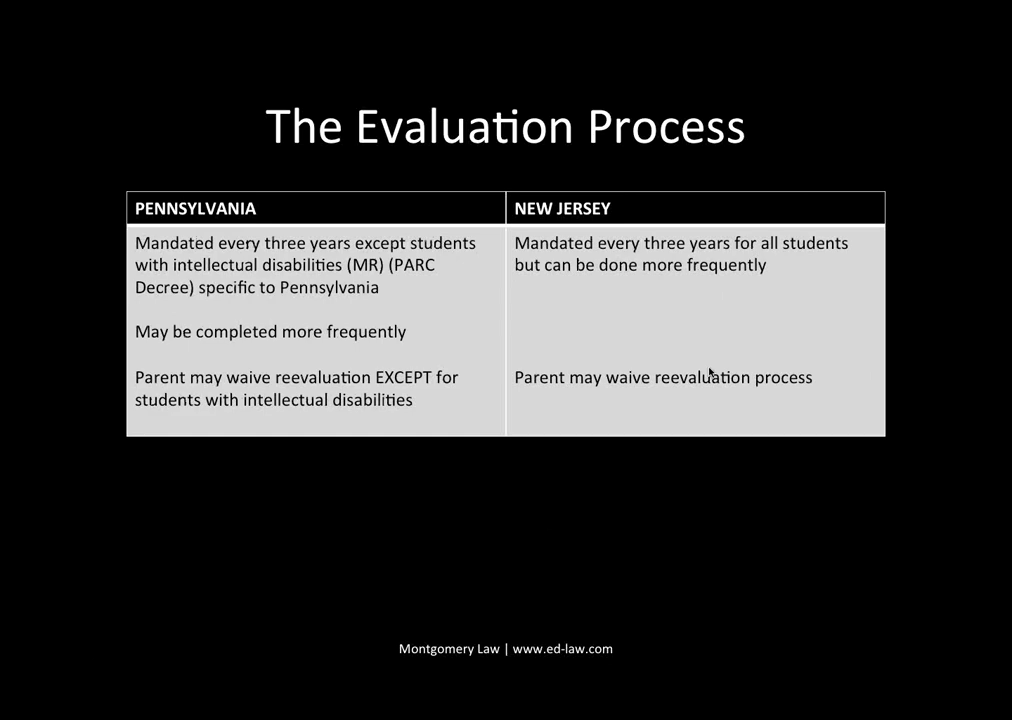 The Evaluation Process
PENNSYLVANIA
Mandated every three years except students
with intellectual disabilities (MR) (PARC
Decree) specific to Pennsylvania
May be completed more frequently
Parent may waive reevaluation EXCEPT for
students with intellectual disabilities
NEW JERSEY
Mandated every three years for all students
but can be done more frequently
Parent may waive reevaluation process
Montgomery Law | www.ed-law.com